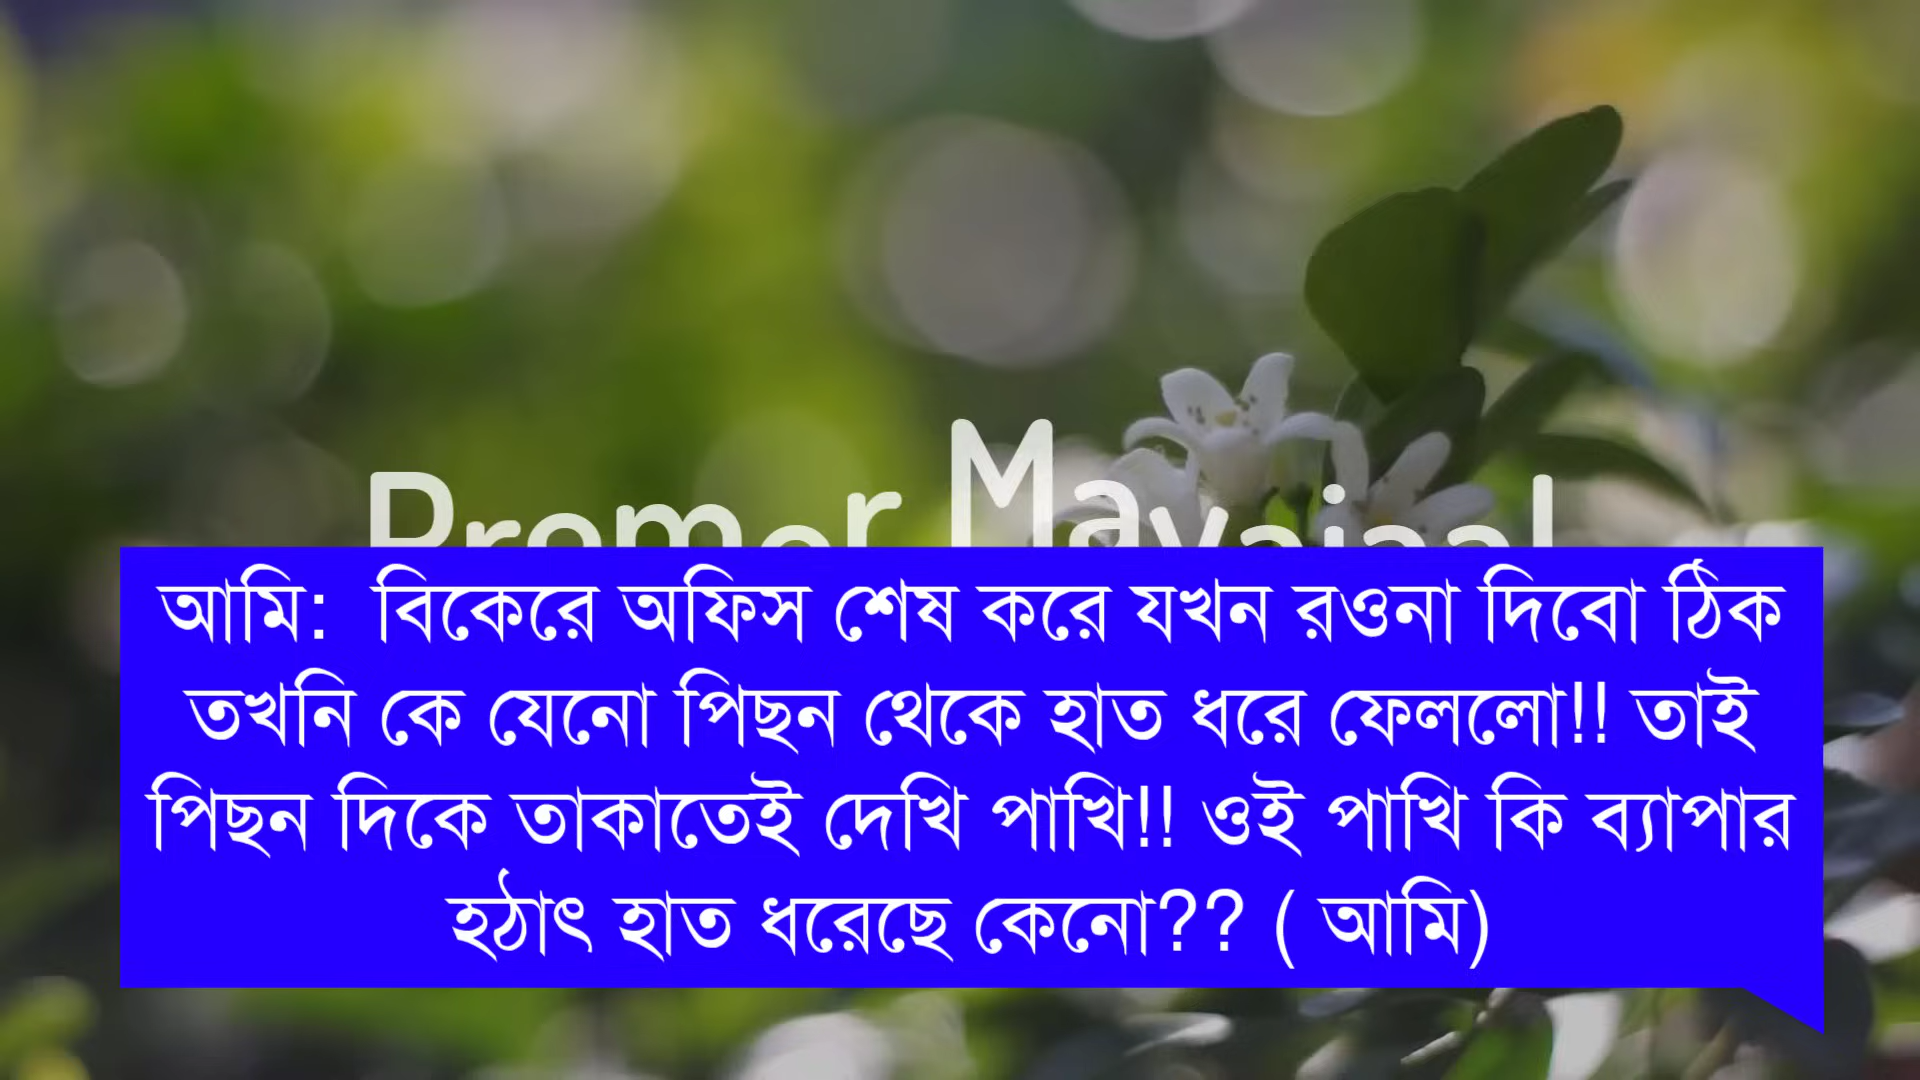 Premer Mayajaal
আমি:  বিকেরে অফিস শেষ করে যখন রওনা দিবো ঠিক
তখনি কে যেনো পিছন থেকে হাত ধরে ফেললো!! তাই
পিছন দিকে তাকাতেই দেখি পাখি!! ওই পাখি কি ব্যাপার
হঠাৎ হাত ধরেছে কেনো?? ( আমি)